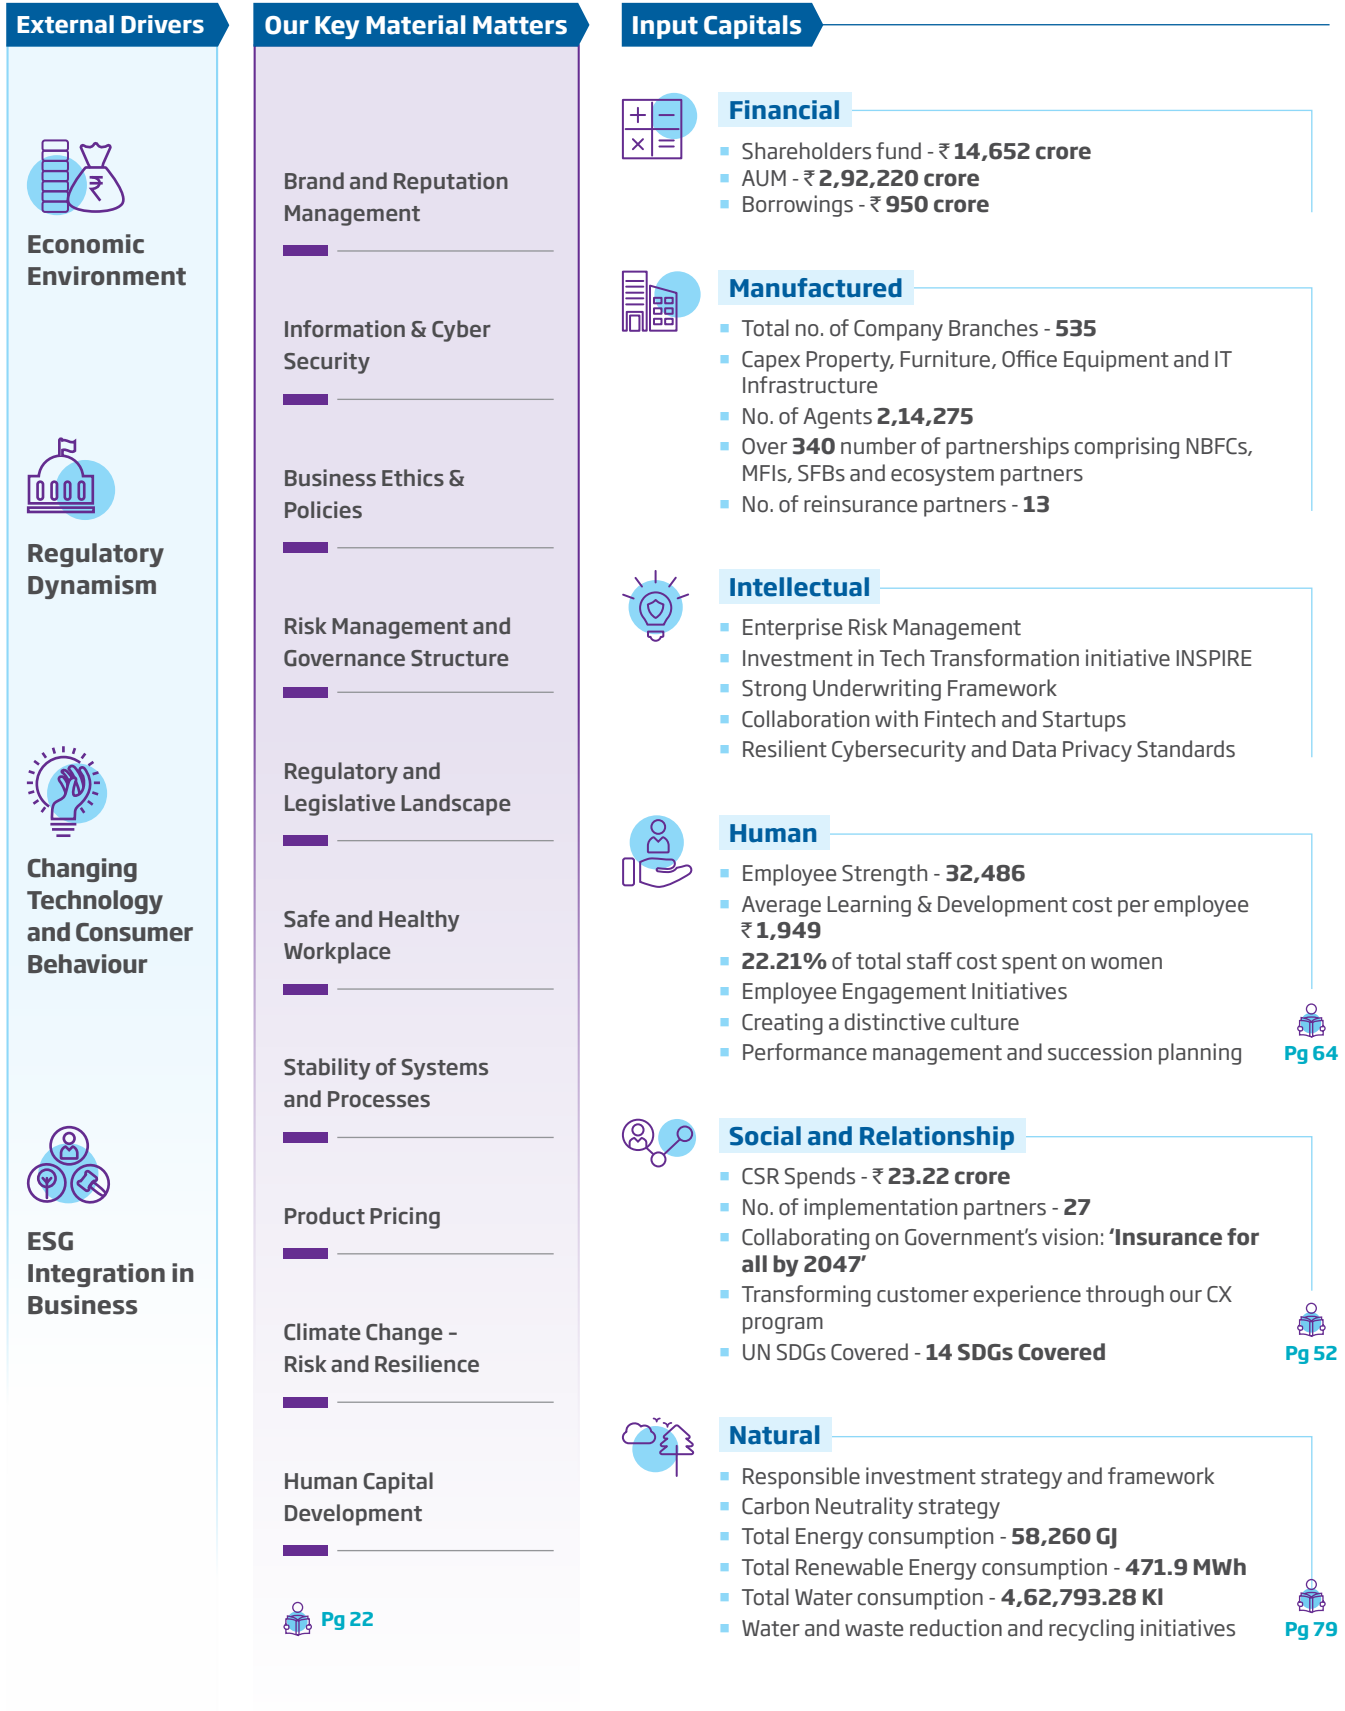 External Drivers
Economic
Environment
Regulatory
Dynamism
Changing
Technology
and Consumer
Behaviour
ESG
Integration in
Business
Our Key Material Matters
Brand and Reputation
Management
Information & Cyber
Security
Business Ethics &
Policies
Risk Management and
Governance Structure
Regulatory and
Legislative Landscape
Safe and Healthy
Workplace
Stability of Systems
and Processes
Product Pricing
Climate Change –
Risk and Resilience
Human Capital
Development
Pg 22
Input Capitals
Financial
Shareholders fund - ₹ 14,652 crore
AUM - ₹ 2,92,220 crore
Borrowings - ₹ 950 crore
Manufactured
Total no. of Company Branches - 535
Capex Property, Furniture, Office Equipment and IT
Infrastructure
No. of Agents 2,14,275
Over 340 number of partnerships comprising NBFCs,
MFIs, SFBs and ecosystem partners
No. of reinsurance partners - 13
Intellectual
Enterprise Risk Management
Investment in Tech Transformation initiative INSPIRE
Strong Underwriting Framework
Collaboration with Fintech and Startups
Resilient Cybersecurity and Data Privacy Standards
Human
Employee Strength - 32,486
Average Learning & Development cost per employee
₹ 1,949
22.21% of total staff cost spent on women
Employee Engagement Initiatives
Creating a distinctive culture
Performance management and succession planning
Pg 64
Social and Relationship
CSR Spends - ₹ 23.22 crore
No. of implementation partners - 27
Collaborating on Government's vision: ‘Insurance for
all by 2047’
Transforming customer experience through our CX
program
UN SDGs Covered - 14 SDGs Covered
Pg 52
Natural
Responsible investment strategy and framework
Carbon Neutrality strategy
Total Energy consumption - 58,260 GJ
Total Renewable Energy consumption - 471.9 MWh
Total Water consumption - 4,62,793.28 Kl
Water and waste reduction and recycling initiatives
Pg 79